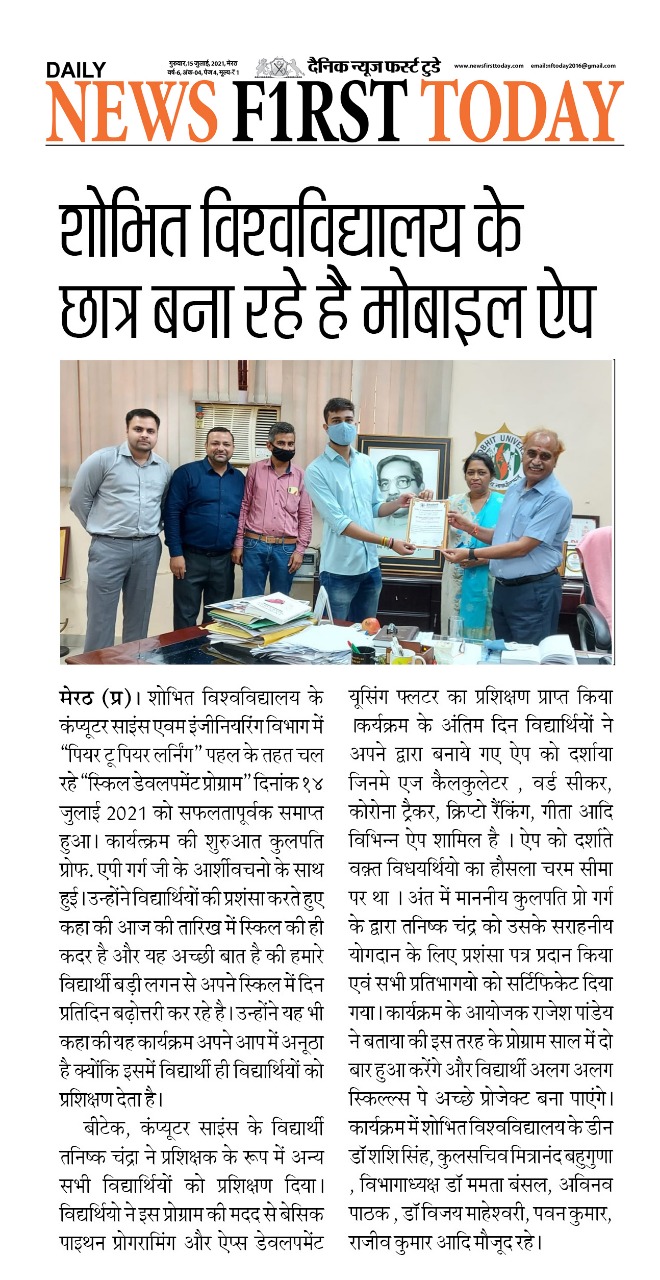 DAILY
गुरुवार,15 जुलाई, 2021, मेरठ
वर्ष-6, अंक-04, पेज 4, मूल्य-₹ 1
दैनिक न्यूज फर्स्ट टुडे
www.newsfirsttoday.com email:nftoday2016@gmail.com
NEWS F1RST TODAY
शोभित विश्वविद्यालय के
छात्र बना रहे है मोबाइल ऐप
OBHIT UNIVER
मेरठ (प्र)। शोभित विश्वविद्यालय के
कंप्यूटर साइंस एवम इंजीनियरिंग विभाग में
“पियर टू पियर लर्निंग” पहल के तहत चल
रहे “स्किल डेवलपमेंट प्रोग्राम” दिनांक १४
जुलाई 2021 को सफलतापूर्वक समाप्त
हुआ। कार्यत्क्रम की शुरुआत कुलपति
प्रोफ. एपी गर्ग जी के आर्शीवचनो के साथ
हुई। उन्होंने विद्यार्थियों की प्रशंसा करते हुए
कहा की आज की तारिख में स्किल की ही
कदर है और यह अच्छी बात है की हमारे
विद्यार्थी बड़ी लगन से अपने स्किल में दिन
प्रतिदिन बढ़ोत्तरी कर रहे है। उन्होंने यह भी
कहा की यह कार्यक्रम अपने आप में अनूठा
है क्योंकि इसमें विद्यार्थी ही विद्यार्थियों को
प्रशिक्षण देता है।
बीटेक, कंप्यूटर साइंस के विद्यार्थी
तनिष्क चंद्रा ने प्रशिक्षक के रूप में अन्य
सभी विद्यार्थियों को प्रशिक्षण दिया।
विद्यर्थियो ने इस प्रोग्राम की मदद से बेसिक
पाइथन प्रोगरामिंग और ऐप्स डेवलपमेंट
यूसिंग फ्लटर का प्रशिक्षण प्राप्त किया
।कर्यक्रम के अंतिम दिन विद्यार्थियों ने
अपने द्वारा बनाये गए ऐप को दर्शाया
जिनमे एज कैलकुलेटर , वर्ड सीकर,
कोरोना ट्रैकर, क्रिप्टो रैंकिंग, गीता आदि
विभिन्न ऐप शामिल है । ऐप को दर्शाते
वक़्त विधयर्थियो का हौसला चरम सीमा
पर था । अंत में माननीय कुलपति प्रो गर्ग
के द्वारा तनिष्क चंद्र को उसके सराहनीय
योगदान के लिए प्रशंसा पत्र प्रदान किया
एवं सभी प्रतिभागयो को सर्टिफिकेट दिया
गया। कार्यक्रम के आयोजक राजेश पांडेय
ने बताया की इस तरह के प्रोग्राम साल में दो
बार हुआ करेंगे और विद्यार्थी अलग अलग
स्किल्ल्स पे अच्छे प्रोजेक्ट बना पाएंगे।
कार्यक्रम में शोभित विश्वविद्यालय के डीन
डॉ शशि सिंह, कुलसचिव मित्रानंद बहुगुणा
, विभागाध्यक्ष डॉ ममता बंसल, अविनव
पाठक , डॉ विजय माहेश्वरी, पवन कुमार,
राजीव कुमार आदि मौजूद रहे।